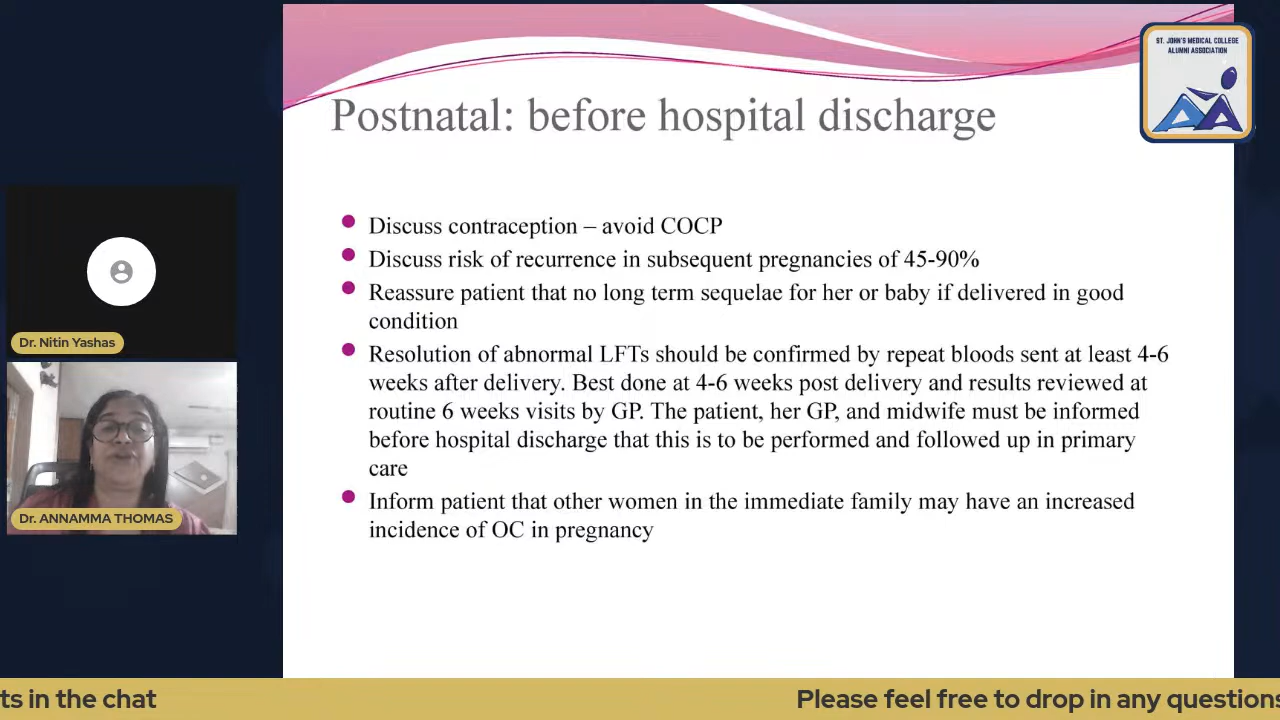 ST. JOHN'S MEDICAL COLLEGE
ALUMNI ASSOCIATION
Postnatal: before hospital discharge
Discuss contraception – avoid COCP
Discuss risk of recurrence in subsequent pregnancies of 45-90%
Reassure patient that no long term sequelae for her or baby if delivered in good
condition
Resolution of abnormal LFTs should be confirmed by repeat bloods sent at least 4-6
weeks after delivery. Best done at 4-6 weeks post delivery and results reviewed at
routine 6 weeks visits by GP. The patient, her GP, and midwife must be informed
before hospital discharge that this is to be performed and followed up in primary
care
Inform patient that other women in the immediate family may have an increased
incidence of OC in pregnancy
Dr. Nitin Yashas
Dr. ANNAMMA THOMAS
ts in the chat
Please feel free to drop in any questions